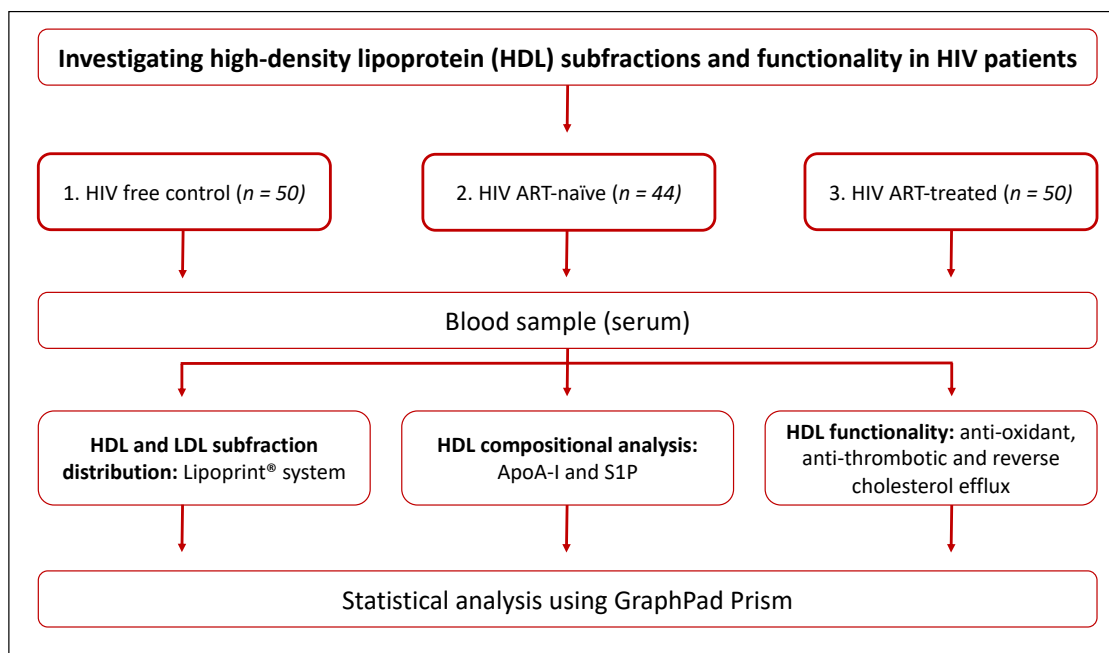 Investigating high-density lipoprotein (HDL) subfractions and functionality in HIV patients
1. HIV free control (n = 50)
2. HIV ART-naïve (n = 44)
3. HIV ART-treated (n = 50)
Blood sample (serum)
HDL and LDL subfraction
distribution: Lipoprint® system
HDL compositional analysis:
ApoA-I and S1P
HDL functionality: anti-oxidant,
anti-thrombotic and reverse
cholesterol efflux
Statistical analysis using GraphPad Prism